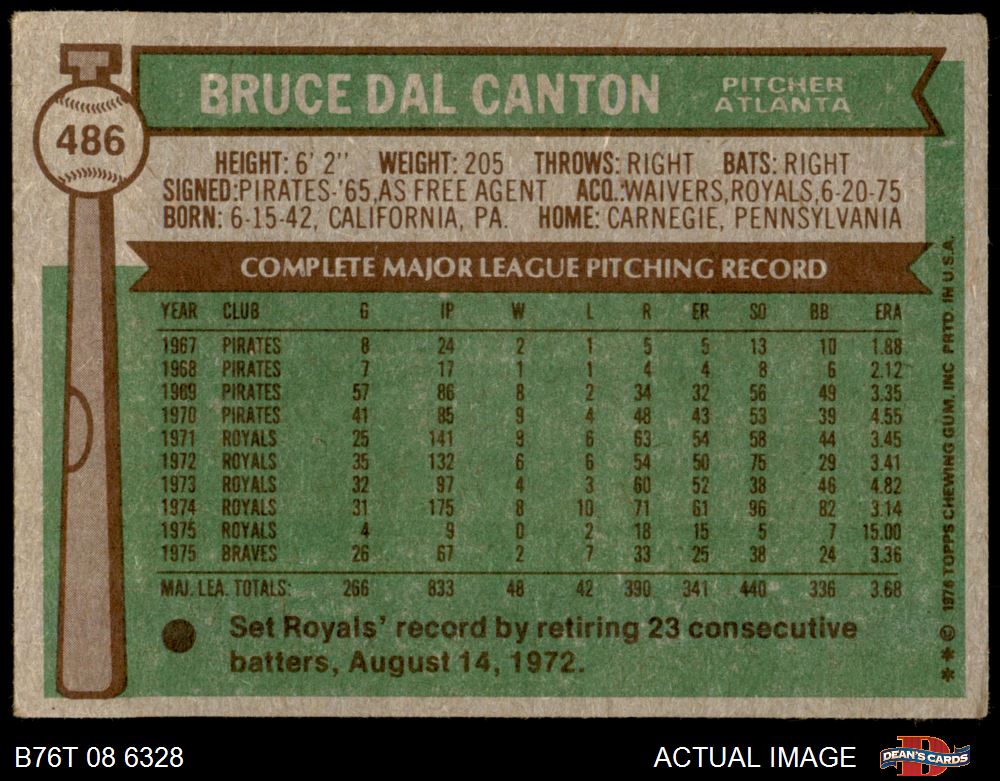 BRUCE DAL CANTON
PITCHER
ATLANTA
486
HEIGHT: 6' 2" WEIGHT: 205 THROWS: RIGHT BATS: RIGHT
SIGNED:PIRATES-'65,AS FREE AGENT ACQ.:WAIVERS,ROYALS,6-20-75
BORN: 6-15-42, CALIFORNIA, PA. HOME: CARNEGIE, PENNSYLVANIA
COMPLETE MAJOR LEAGUE PITCHING RECORD
YEAR CLUB G IP W L R ER SO BB ERA
1967 PIRATES 8 24 2 1 5 5 13 10 1.88
1968 PIRATES 7 17 1 1 4 4 8 6 2.12
1969 PIRATES 57 86 8 2 34 32 56 49 3.35
1970 PIRATES 41 85 9 4 48 43 53 39 4.55
1971 ROYALS 25 141 9 6 63 54 58 44 3.45
1972 ROYALS 35 132 6 6 54 50 75 29 3.41
1973 ROYALS 32 97 4 3 60 52 38 46 4.82
1974 ROYALS 31 175 8 10 71 61 96 82 3.14
1975 ROYALS 4 9 0 2 18 15 5 7 15.00
1975 BRAVES 26 67 2 7 33 25 38 24 3.36
MAJ. LEA. TOTALS: 266 833 48 42 390 341 440 336 3.68
Set Royals' record by retiring 23 consecutive
batters, August 14, 1972.
** © 1976 TOPPS CHEWING GUM, INC PRTD. IN U.S.A.
B76T 08 6328
ACTUAL IMAGE
DEAN'S CARDS